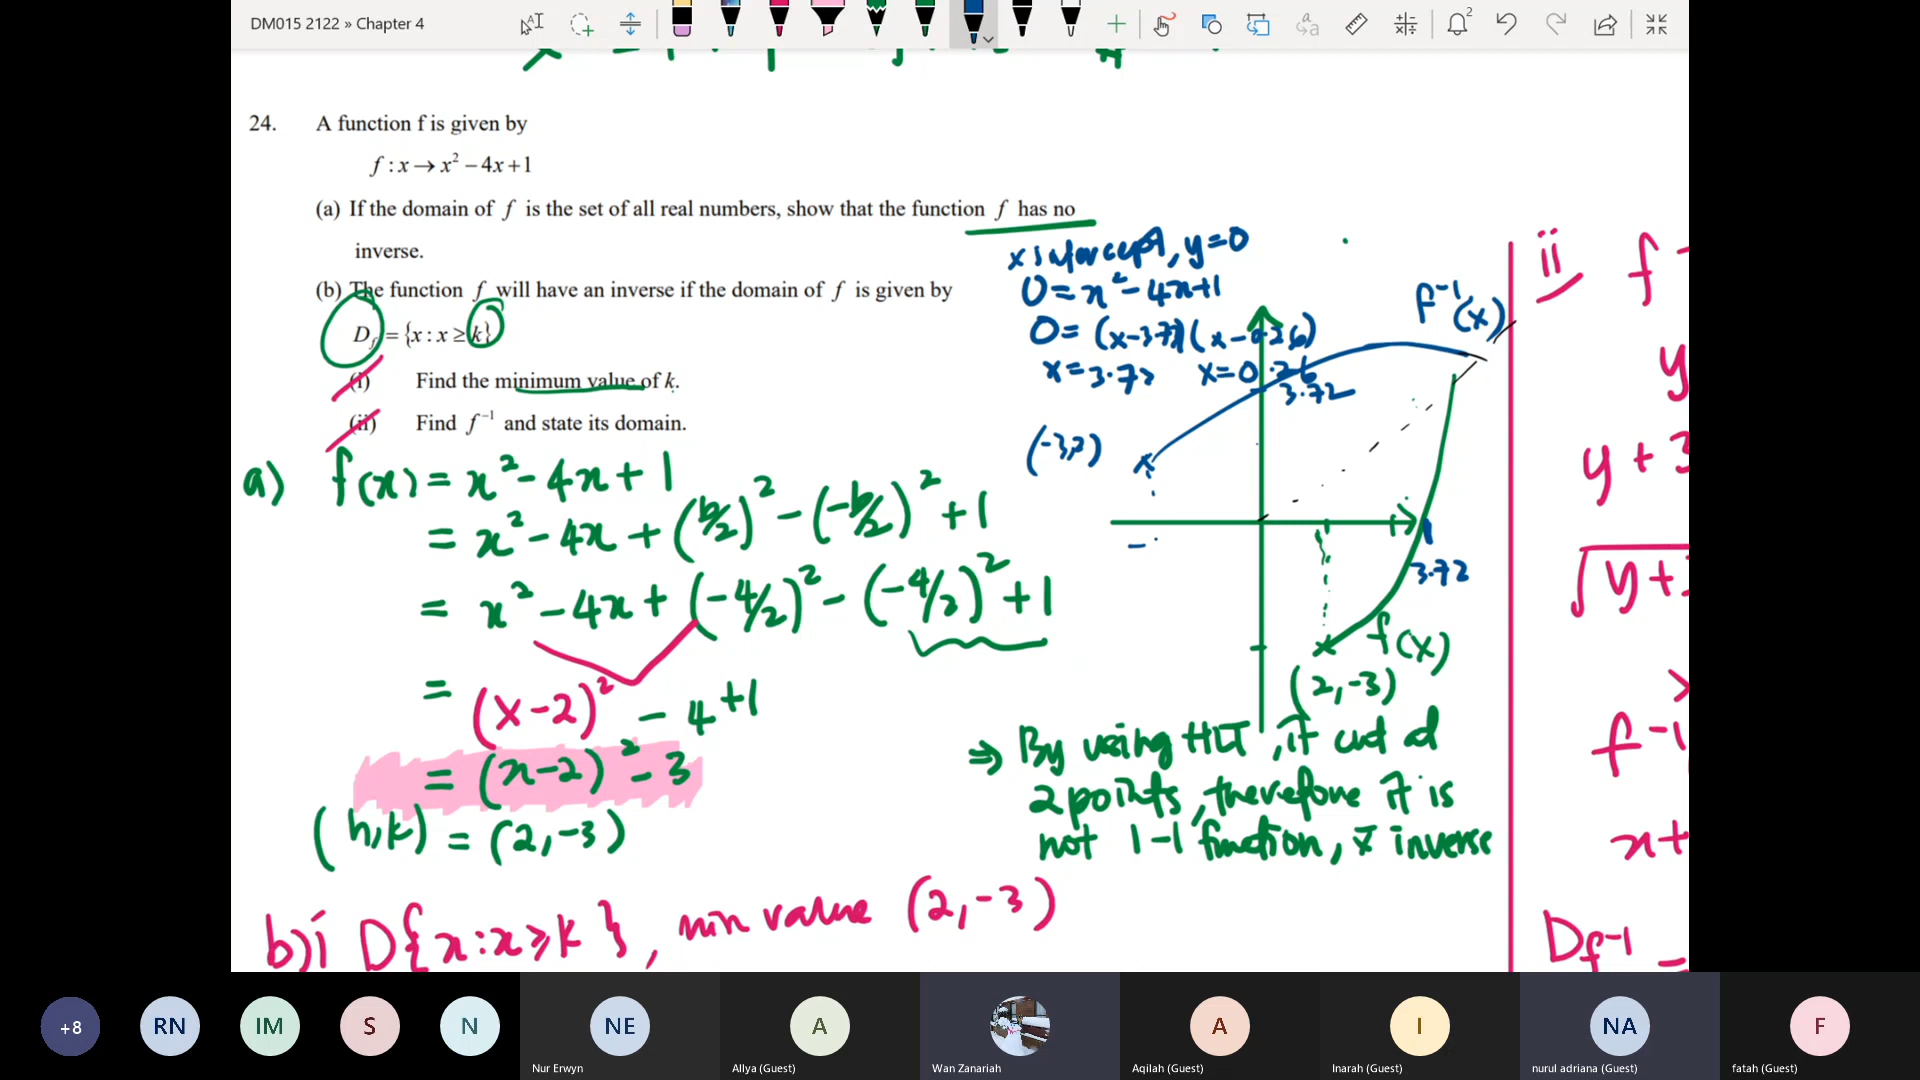 DM015 2122 » Chapter 4
2
24. A function f is given by
f : x → x² – 4x + 1
(a) If the domain of f is the set of all real numbers, show that the function f has no
inverse.
(b) The function f will have an inverse if the domain of f is given by
D_f = {x : x ≥ k}
(i) Find the minimum value of k.
(ii) Find f⁻¹ and state its domain.
a) f(x) = x² - 4x + 1
= x² - 4x + (b/2)² - (-b/2)² + 1
= x² - 4x + (-4/2)² - (-4/2)² + 1
= (x-2)² - 4 + 1
= (x-2)² - 3
(h,k) = (2,-3)
b)i D{x:x≥k}, min value (2,-3)
x intercept, y=0
0 = x² - 4x + 1
x = 3.72 x = 0.26
3.72
f⁻¹(x)
3.72
f(x)
(2,-3)
⇒ By using HLT, it cut at
2 points, therefore it is
not 1-1 function, x inverse
ii f⁻
y
y + 3
√y+
f⁻¹
x+
D_f⁻¹ =
+8
RN
IM
S
N
NE
A
A
I
NA
F
Nur Erwyn
Allya (Guest)
Wan Zanariah
Aqilah (Guest)
Inarah (Guest)
nurul adriana (Guest)
fatah (Guest)